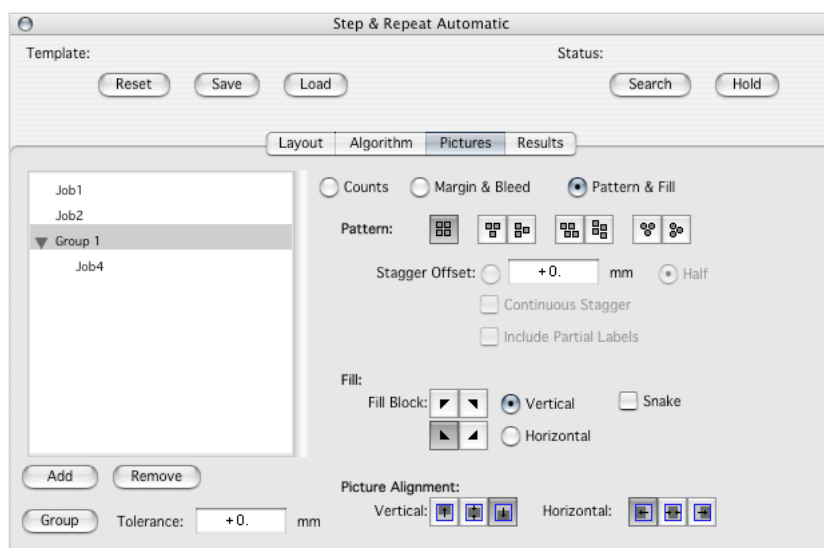 Step & Repeat Automatic
Template:
Status:
Reset Save Load
Search Hold
Layout Algorithm Pictures Results
Job1
Job2
Group 1
Job4
Add Remove
Group Tolerance: +0. mm
Counts Margin & Bleed Pattern & Fill
Pattern:
Stagger Offset: +0. mm Half
Continuous Stagger
Include Partial Labels
Fill:
Fill Block: Vertical Snake
Horizontal
Picture Alignment:
Vertical: Horizontal: